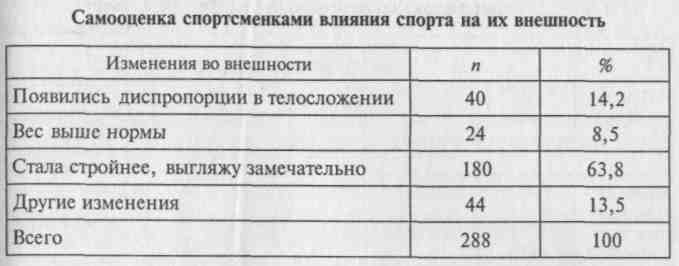 Самооценка спортсменками влияния спорта на их внешность
Изменения во внешности n %
Появились диспропорции в телосложении 40 14,2
Вес выше нормы 24 8,5
Стала стройнее, выгляжу замечательно 180 63,8
Другие изменения 44 13,5
Всего 288 100